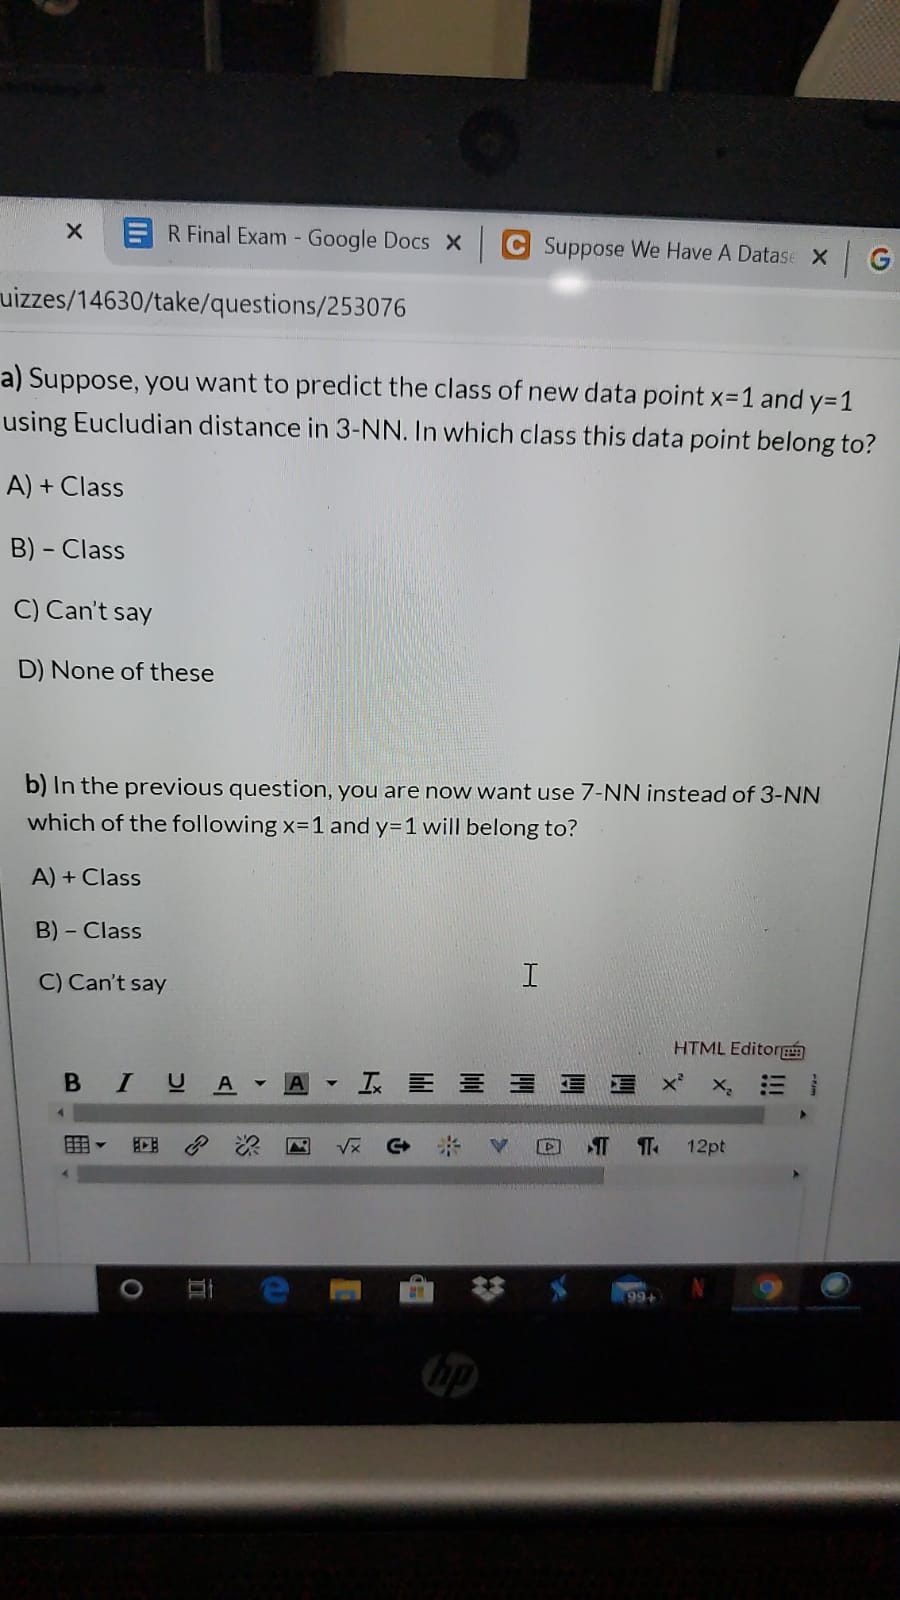 R Final Exam - Google Docs
Suppose We Have A Datase
uizzes/14630/take/questions/253076
a) Suppose, you want to predict the class of new data point x=1 and y=1
using Eucludian distance in 3-NN. In which class this data point belong to?
A) + Class
B) – Class
C) Can't say
D) None of these
b) In the previous question, you are now want use 7-NN instead of 3-NN
which of the following x=1 and y=1 will belong to?
A) + Class
B) – Class
C) Can't say
HTML Editor
12pt
99+
hp